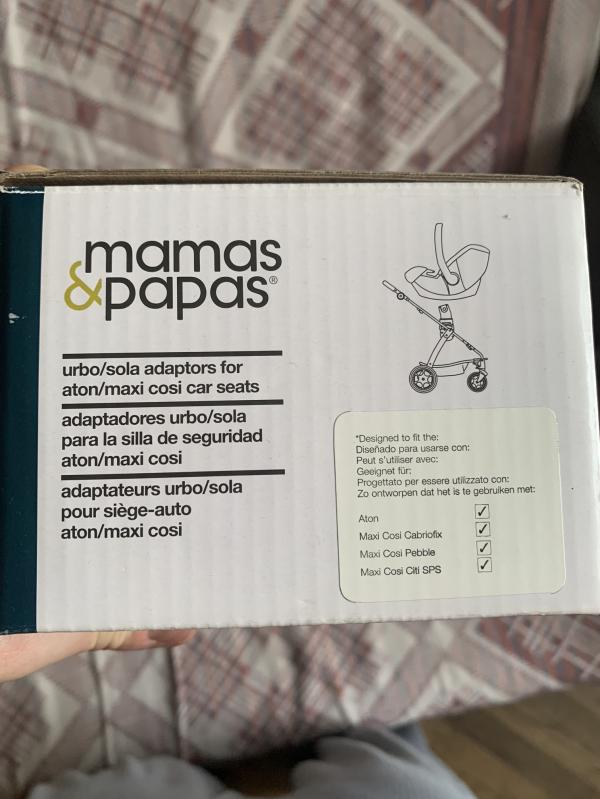 mamas
&papas®
urbo/sola adaptors for
aton/maxi cosi car seats
adaptadores urbo/sola
para la silla de seguridad
aton/maxi cosi
adaptateurs urbo/sola
pour siège-auto
aton/maxi cosi
*Designed to fit the:
Diseñado para usarse con:
Peut s'utiliser avec:
Geeignet für:
Progettato per essere utilizzato con:
Zo ontworpen dat het is te gebruiken met:
Aton ✓
Maxi Cosi Cabriofix ✓
Maxi Cosi Pebble ✓
Maxi Cosi Citi SPS ✓